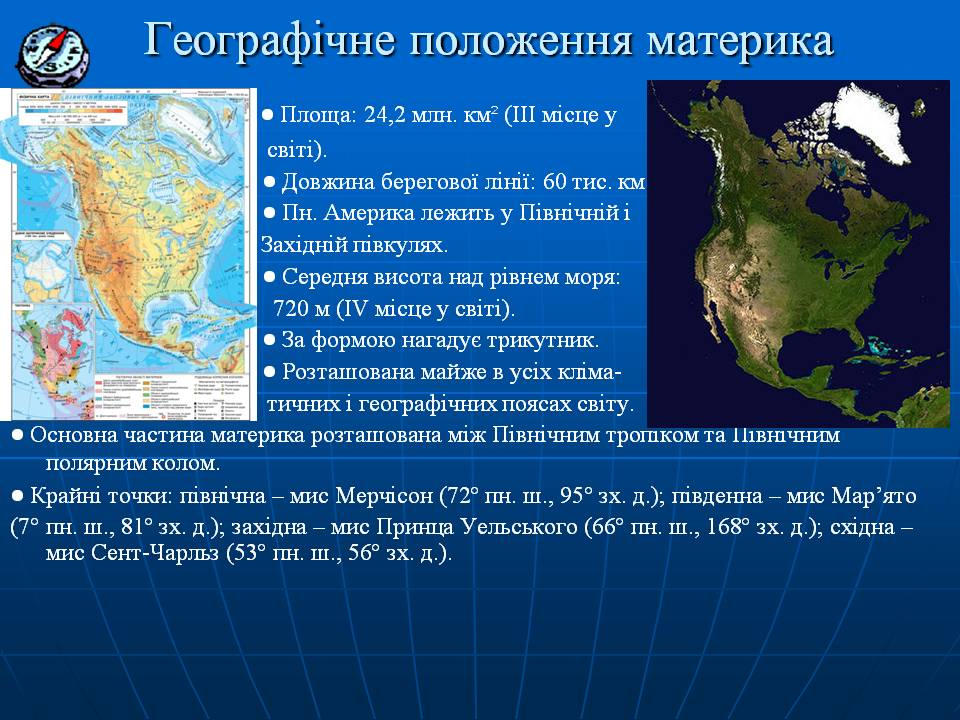 Географічне положення материка
● Площа: 24,2 млн. км² (ІІІ місце у
світі).
● Довжина берегової лінії: 60 тис. км
● Пн. Америка лежить у Північній і
Західній півкулях.
● Середня висота над рівнем моря:
720 м (IV місце у світі).
● За формою нагадує трикутник.
● Розташована майже в усіх кліма-
тичних і географічних поясах світу.
● Основна частина материка розташована між Північним тропіком та Північним
полярним колом.
● Крайні точки: північна – мис Мерчісон (72° пн. ш., 95° зх. д.); південна – мис Мар’ято
(7° пн. ш., 81° зх. д.); західна – мис Принца Уельського (66° пн. ш., 168° зх. д.); східна –
мис Сент-Чарльз (53° пн. ш., 56° зх. д.).